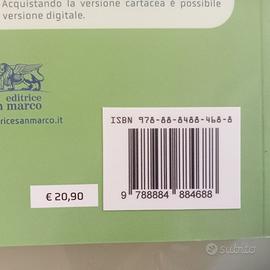 Acquistando la versione cartacea è possibile
versione digitale.
editrice
n marco
ricesanmarco.it
ISBN 978-88-8488-468-8
9 788884 884688
€ 20,90
subito